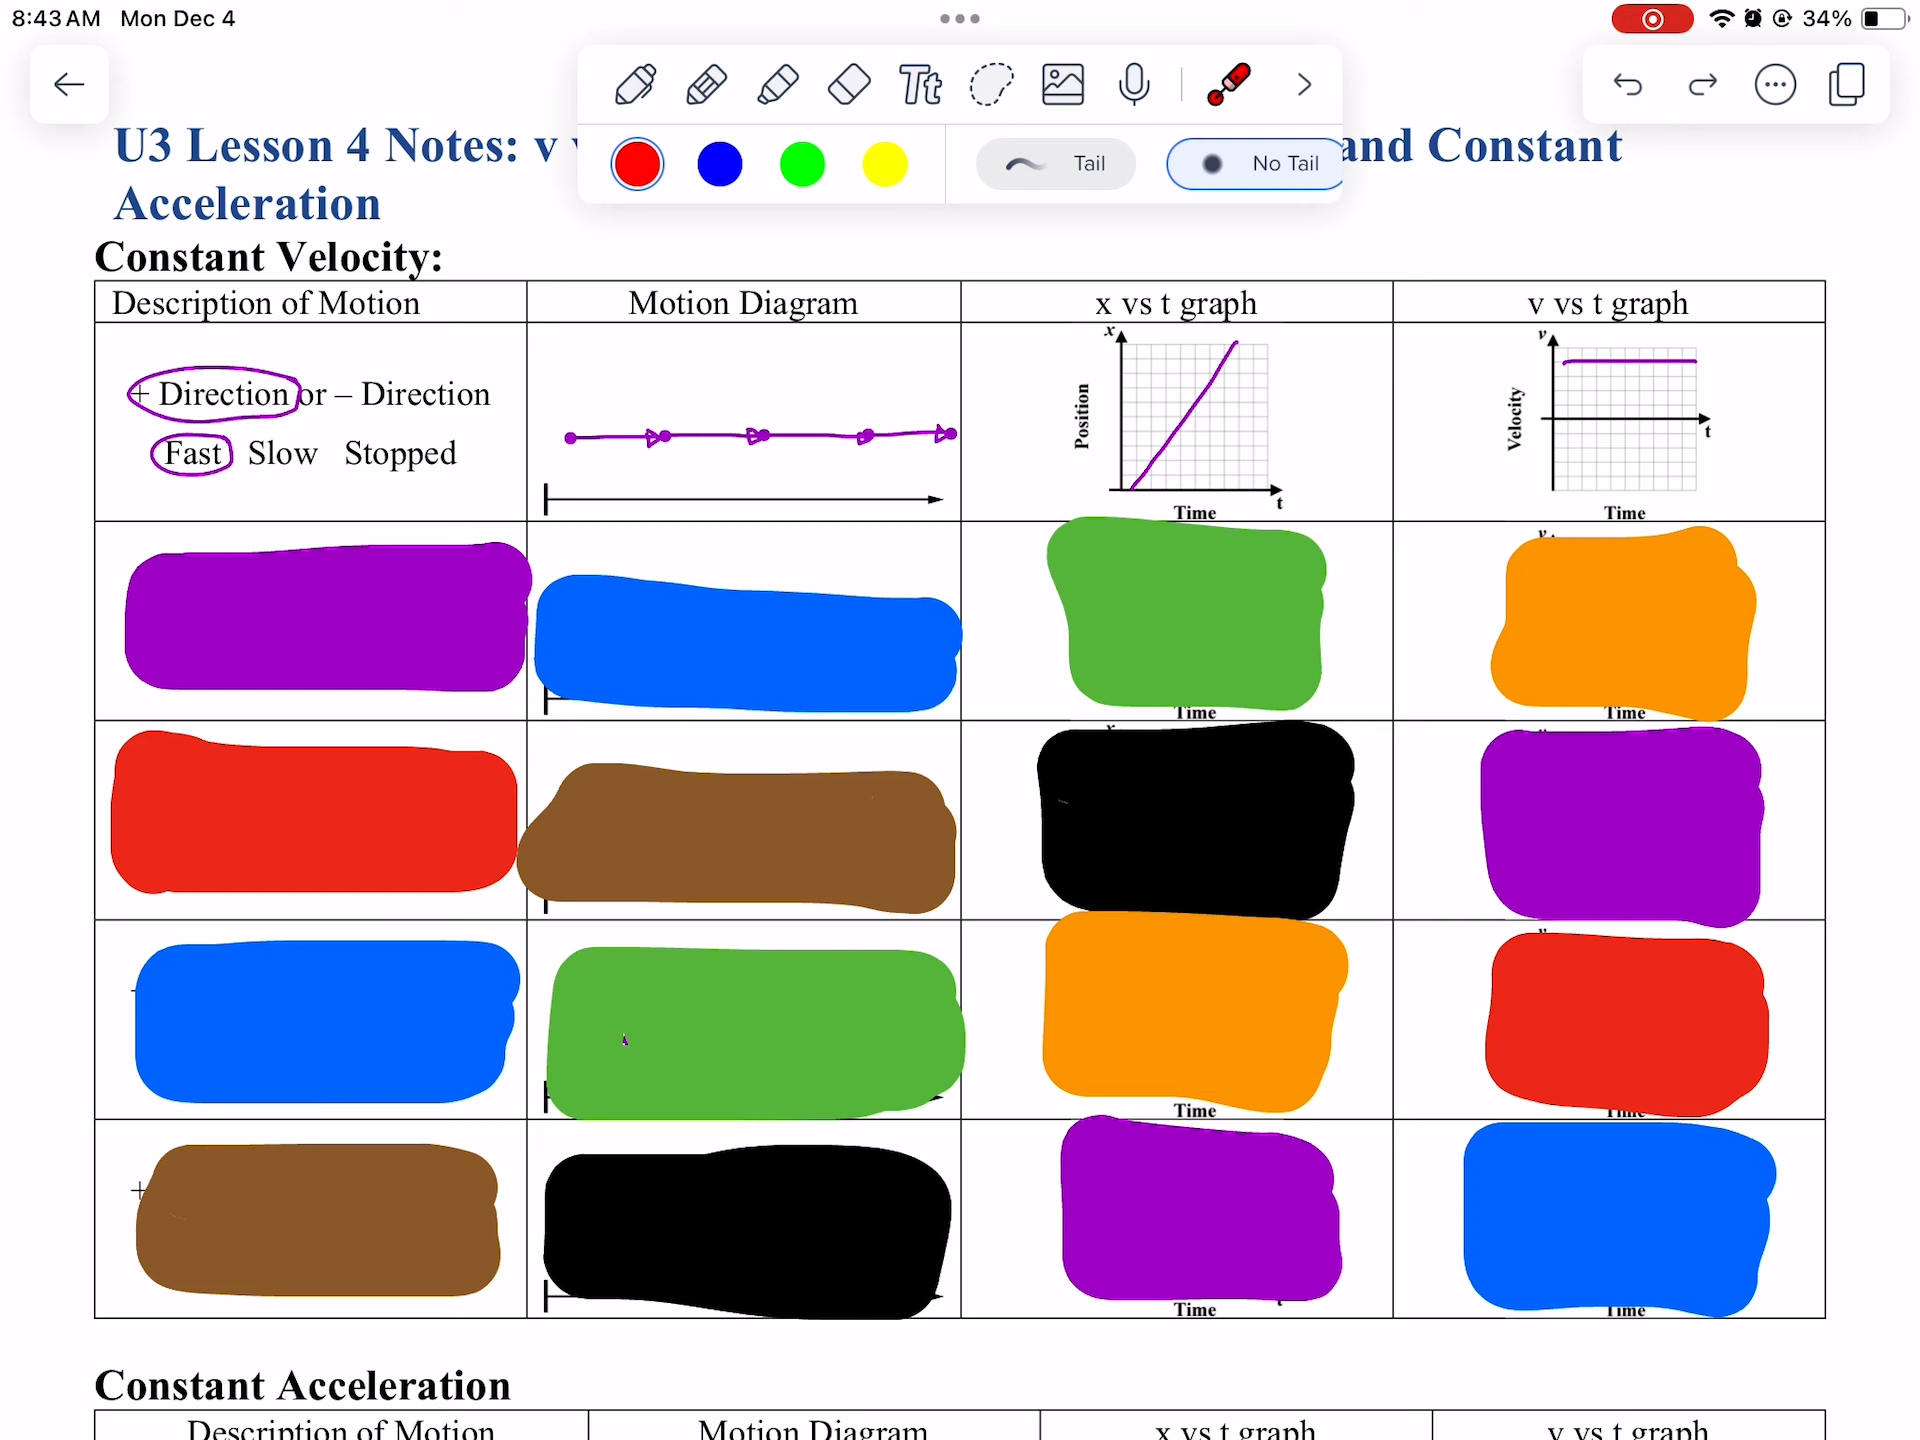 8:43 AM Mon Dec 4
34%
Tt
Tail
No Tail
U3 Lesson 4 Notes: v
and Constant
Acceleration
Constant Velocity:
Description of Motion
Motion Diagram
x vs t graph
v vs t graph
+ Direction or – Direction
Fast Slow Stopped
x
Position
t
Time
v
Velocity
t
Time
Time
Time
Time
+
Time
Constant Acceleration
Description of Motion
Motion Diagram
x vs t graph
v vs t graph